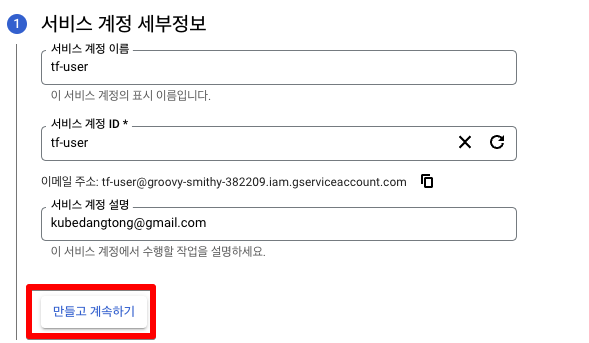 1 서비스 계정 세부정보
서비스 계정 이름
tf-user
이 서비스 계정의 표시 이름입니다.
서비스 계정 ID *
tf-user
이메일 주소: tf-user@groovy-smithy-382209.iam.gserviceaccount.com
서비스 계정 설명
kubedangtong@gmail.com
이 서비스 계정에서 수행할 작업을 설명하세요.
만들고 계속하기